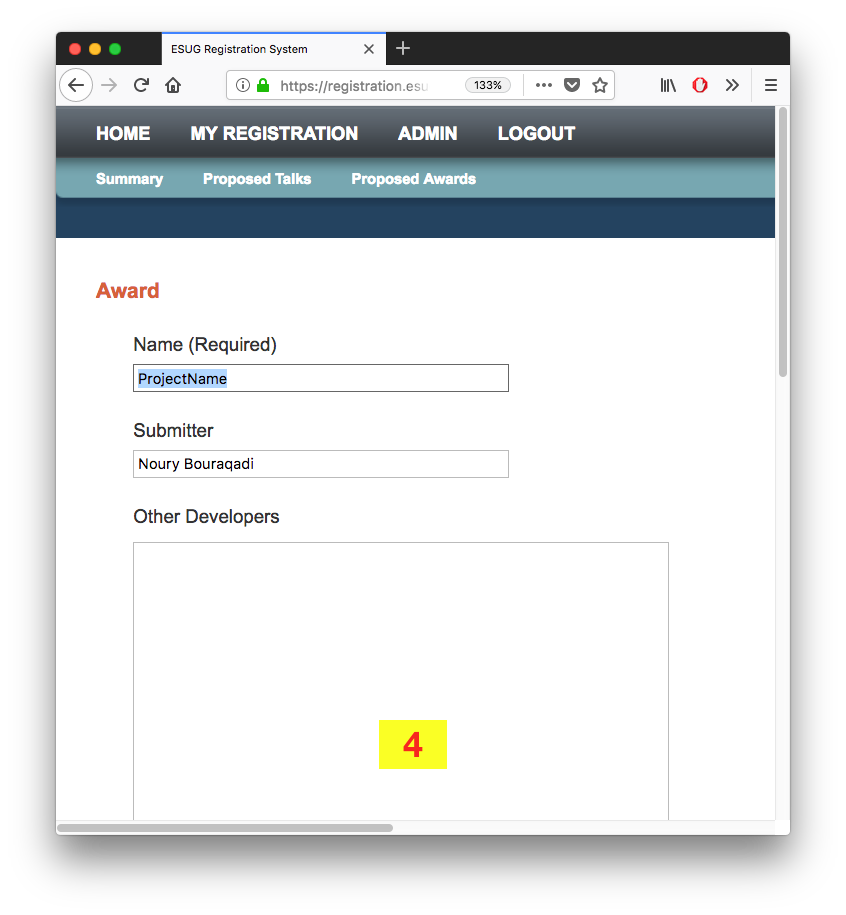 ESUG Registration System
https://registration.esu
133%
HOME MY REGISTRATION ADMIN LOGOUT
Summary Proposed Talks Proposed Awards
Award
Name (Required)
ProjectName
Submitter
Noury Bouraqadi
Other Developers
4